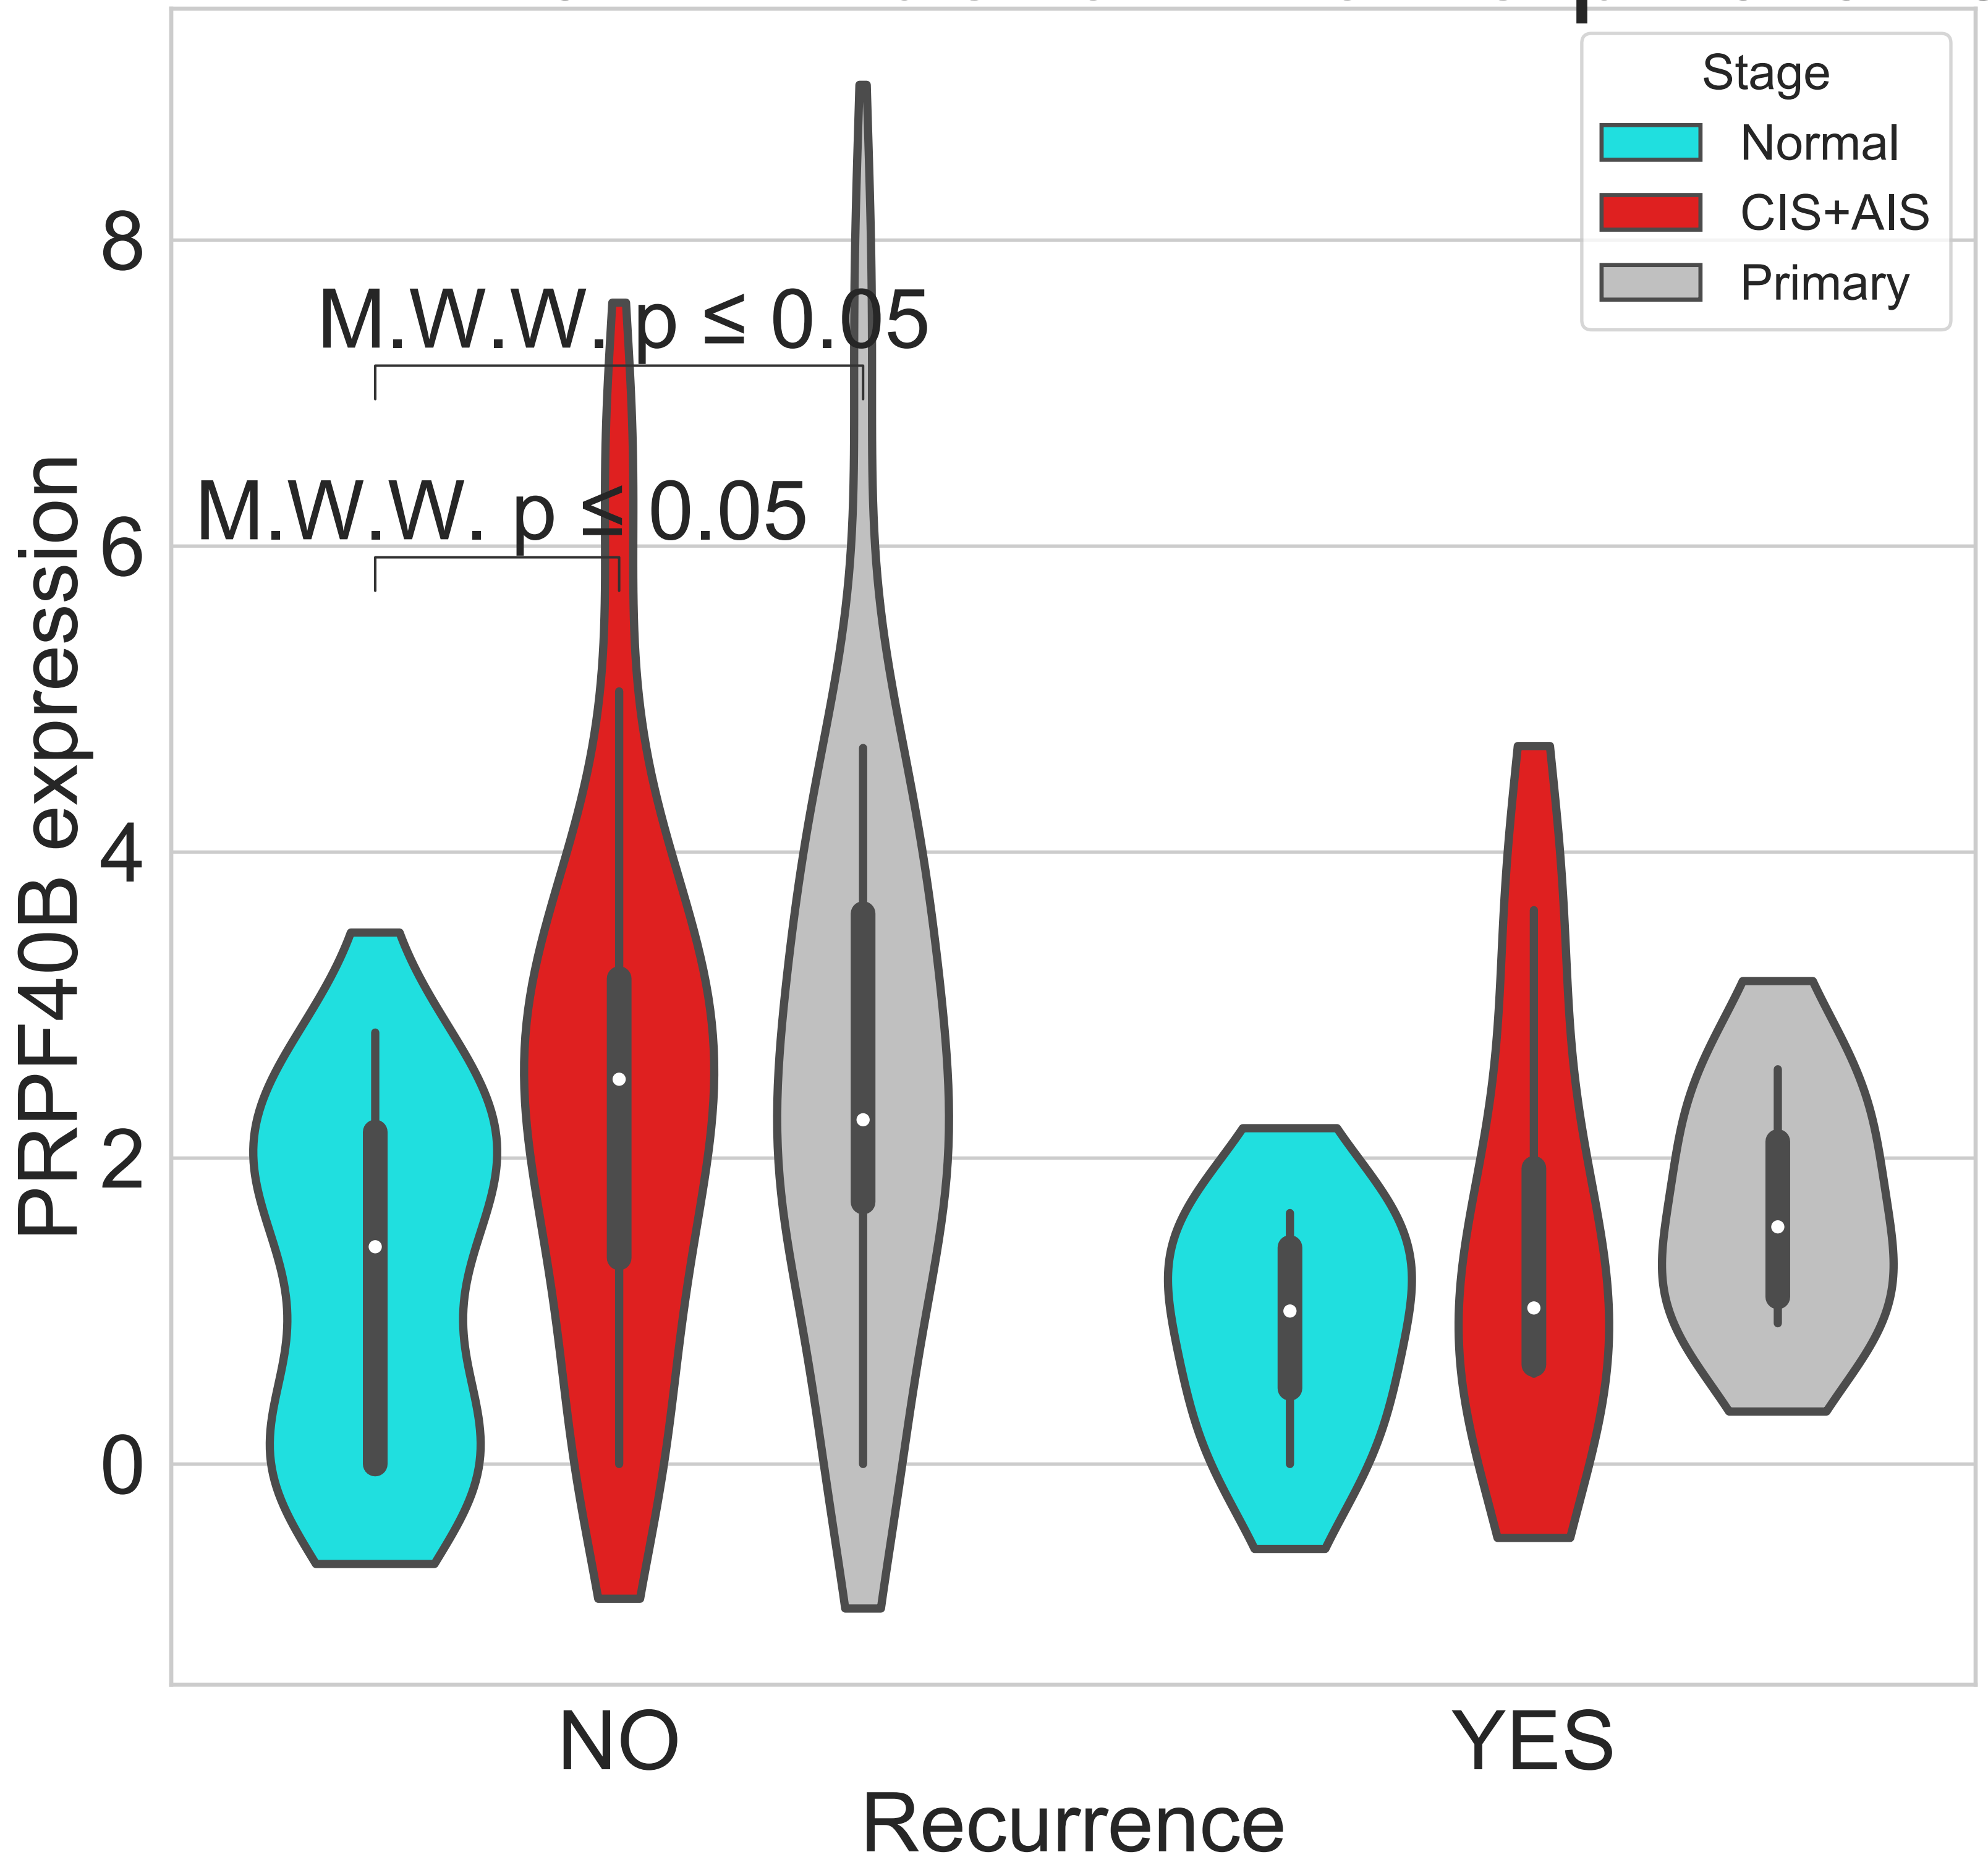 Stage
Normal
CIS+AIS
Primary
8
6
4
2
0
PRPF40B expression
M.W.W. p ≤ 0.05
M.W.W. p ≤ 0.05
NO
YES
Recurrence